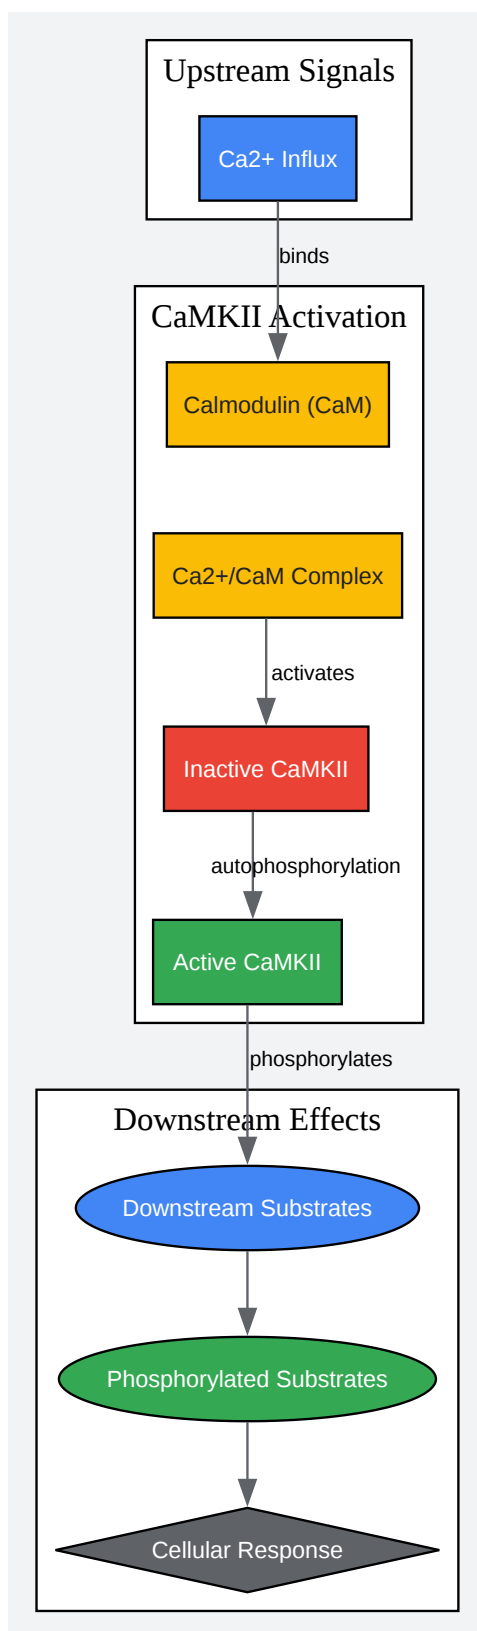 Upstream Signals
Ca2+ Influx
binds
CaMKII Activation
Calmodulin (CaM)
Ca2+/CaM Complex
activates
Inactive CaMKII
autophosphorylation
Active CaMKII
phosphorylates
Downstream Effects
Downstream Substrates
Phosphorylated Substrates
Cellular Response